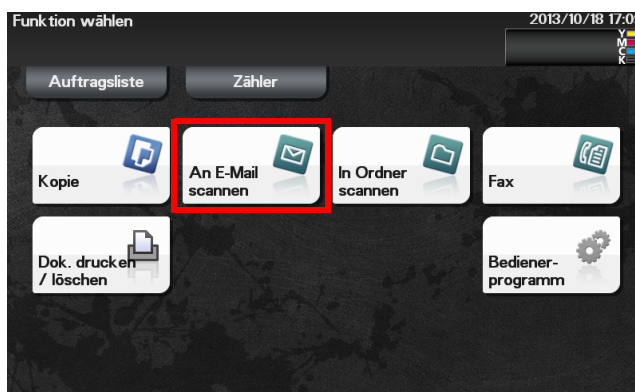 Funktion wählen
2013/10/18 17:0
Y
M
C
K
Auftragsliste
Zähler
Kopie
An E-Mail
scannen
In Ordner
scannen
Fax
Dok. drucken
/ löschen
Bediener-
programm